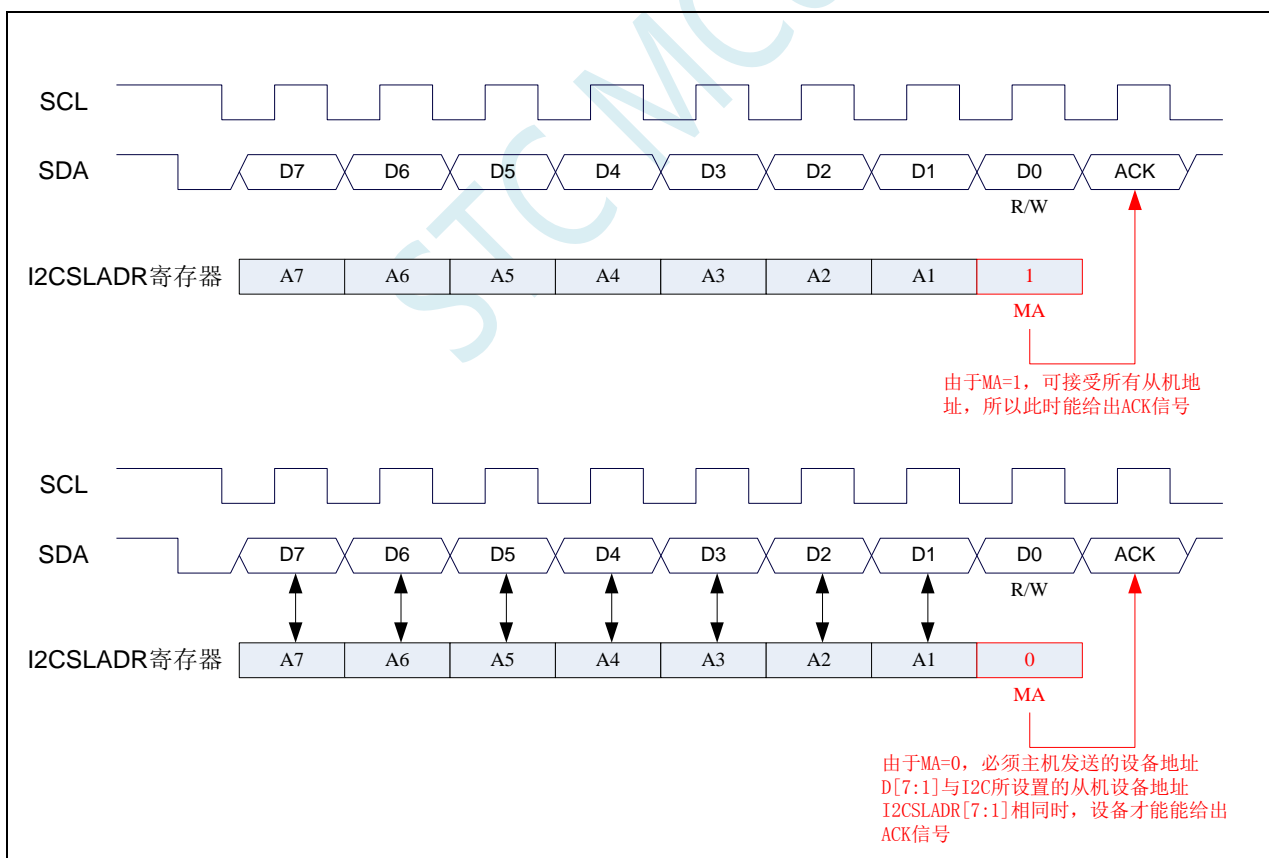 STC MC
SCL
SDA D7 D6 D5 D4 D3 D2 D1 D0 ACK
R/W
I2CSLADR寄存器 A7 A6 A5 A4 A3 A2 A1 1
MA
由于MA=1，可接受所有从机地
址，所以此时能给出ACK信号
SCL
SDA D7 D6 D5 D4 D3 D2 D1 D0 ACK
R/W
I2CSLADR寄存器 A7 A6 A5 A4 A3 A2 A1 0
MA
由于MA=0，必须主机发送的设备地址
D[7:1]与I2C所设置的从机设备地址
I2CSLADR[7:1]相同时，设备才能能给出
ACK信号